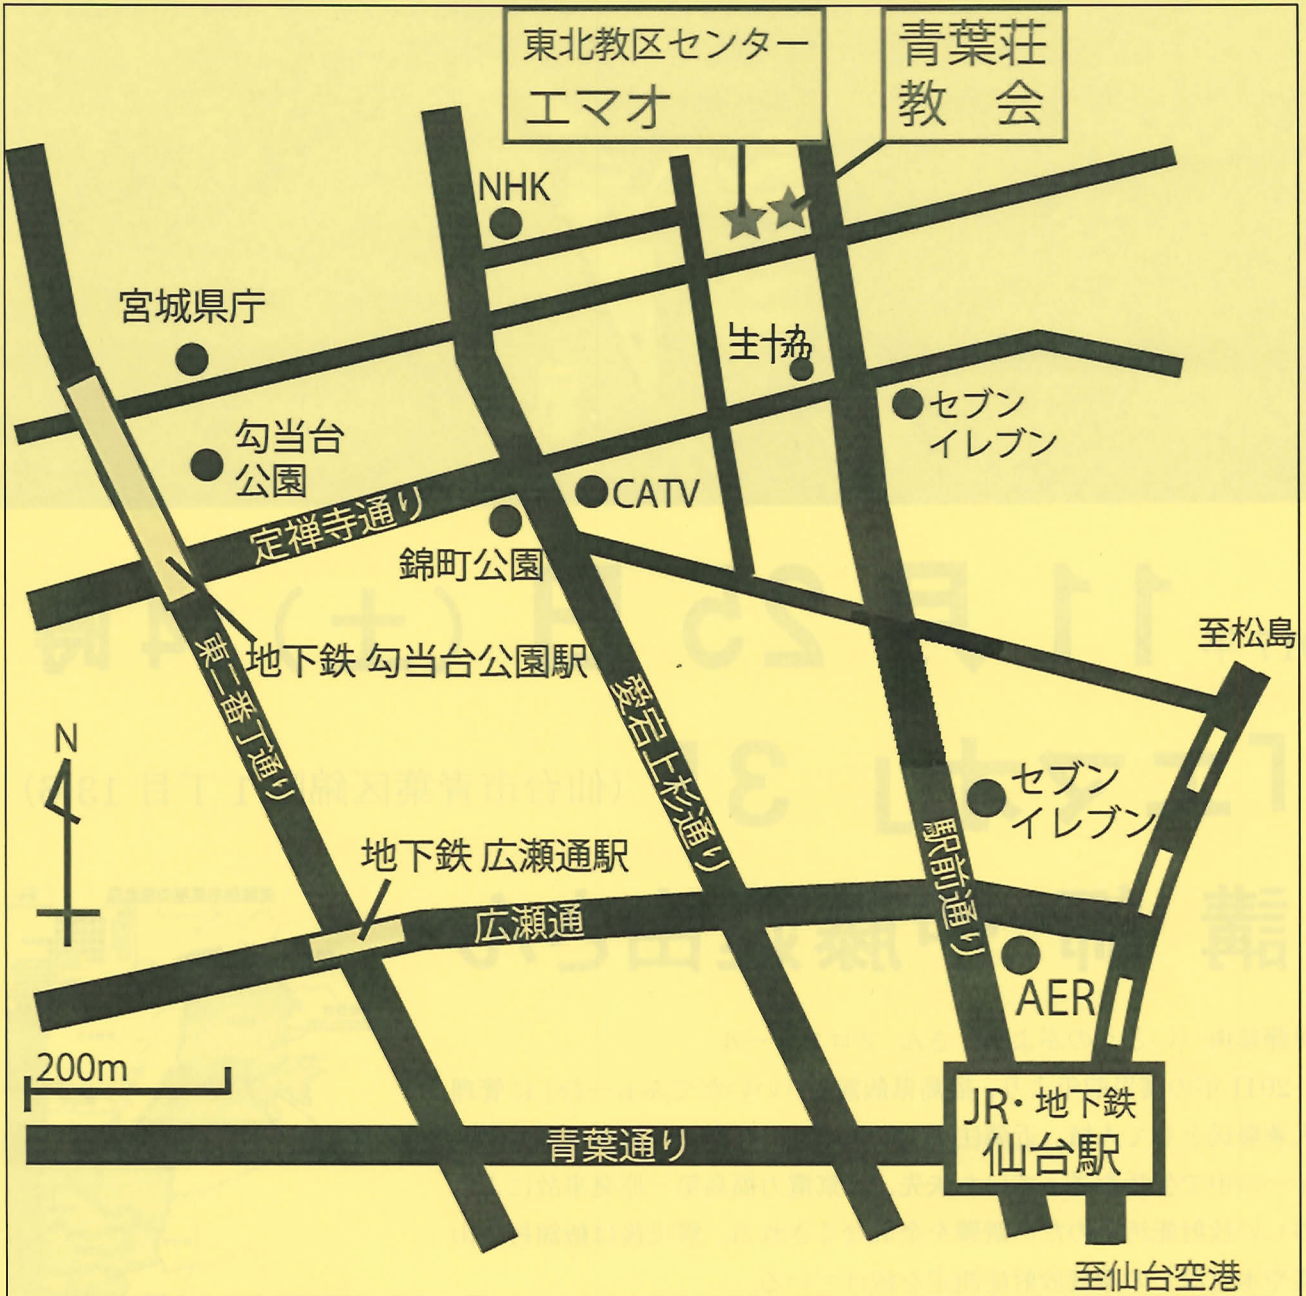 東北教区センター
エマオ
青葉荘
教 会
NHK
宮城県庁
生協
セブン
イレブン
勾当台
公園
CATV
定禅寺通り
錦町公園
至松島
地下鉄 勾当台公園駅
東二番丁通り
愛宕上杉通り
N
セブン
イレブン
駅前通り
地下鉄 広瀬通駅
広瀬通
AER
200m
JR・地下鉄
仙台駅
青葉通り
至仙台空港